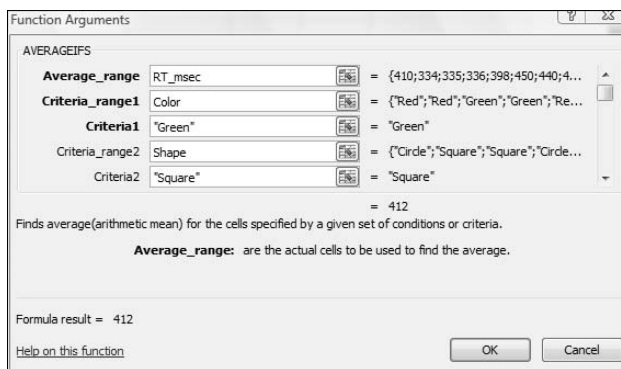 Function Arguments
AVERAGEIFS
Average_range RT_msec = {410;334;335;336;398;450;440;4...
Criteria_range1 Color = {"Red";"Red";"Green";"Green";"Re...
Criteria1 "Green" = "Green"
Criteria_range2 Shape = {"Circle";"Square";"Square";"Circle...
Criteria2 "Square" = "Square"
= 412
Finds average(arithmetic mean) for the cells specified by a given set of conditions or criteria.
Average_range: are the actual cells to be used to find the average.
Formula result = 412
Help on this function OK Cancel